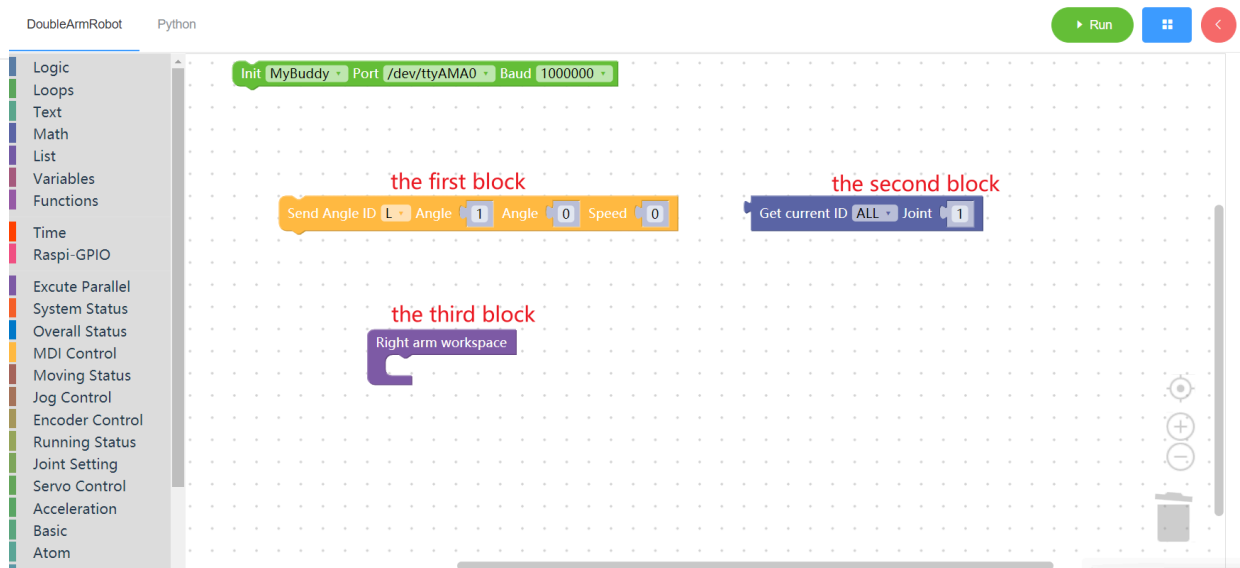 DoubleArmRobot Python Run
Logic
Loops
Text
Math
List
Variables
Functions
Time
Raspi-GPIO
Excute Parallel
System Status
Overall Status
MDI Control
Moving Status
Jog Control
Encoder Control
Running Status
Joint Setting
Servo Control
Acceleration
Basic
Atom
Init MyBuddy Port /dev/ttyAMA0 Baud 1000000
the first block
Send Angle ID L Angle 1 Angle 0 Speed 0
the second block
Get current ID ALL Joint 1
the third block
Right arm workspace